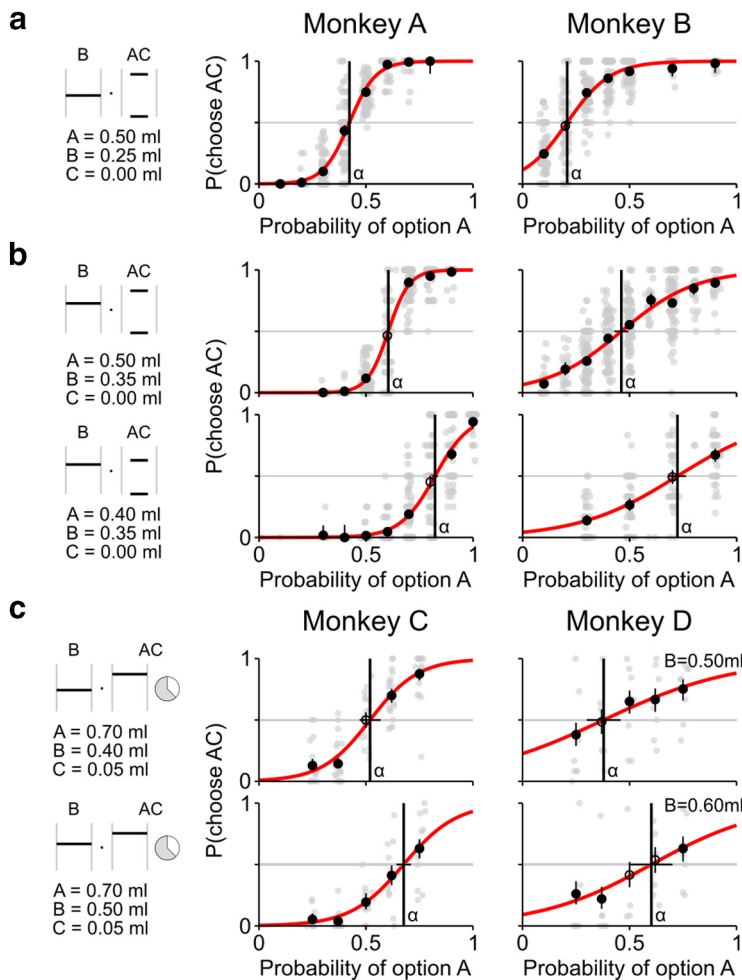 a
Monkey A
Monkey B
B AC
A = 0.50 ml
B = 0.25 ml
C = 0.00 ml
P(choose AC)
1
0
α
α
0 0.5 1
0 0.5 1
Probability of option A
Probability of option A
b
B AC
A = 0.50 ml
B = 0.35 ml
C = 0.00 ml
P(choose AC)
1
0
α
α
B AC
A = 0.40 ml
B = 0.35 ml
C = 0.00 ml
1
0
α
α
0 0.5 1
0 0.5 1
Probability of option A
Probability of option A
c
Monkey C
Monkey D
B AC
A = 0.70 ml
B = 0.40 ml
C = 0.05 ml
P(choose AC)
1
0
α
B=0.50ml
α
B AC
A = 0.70 ml
B = 0.50 ml
C = 0.05 ml
1
0
α
B=0.60ml
α
0 0.5 1
0 0.5 1
Probability of option A
Probability of option A